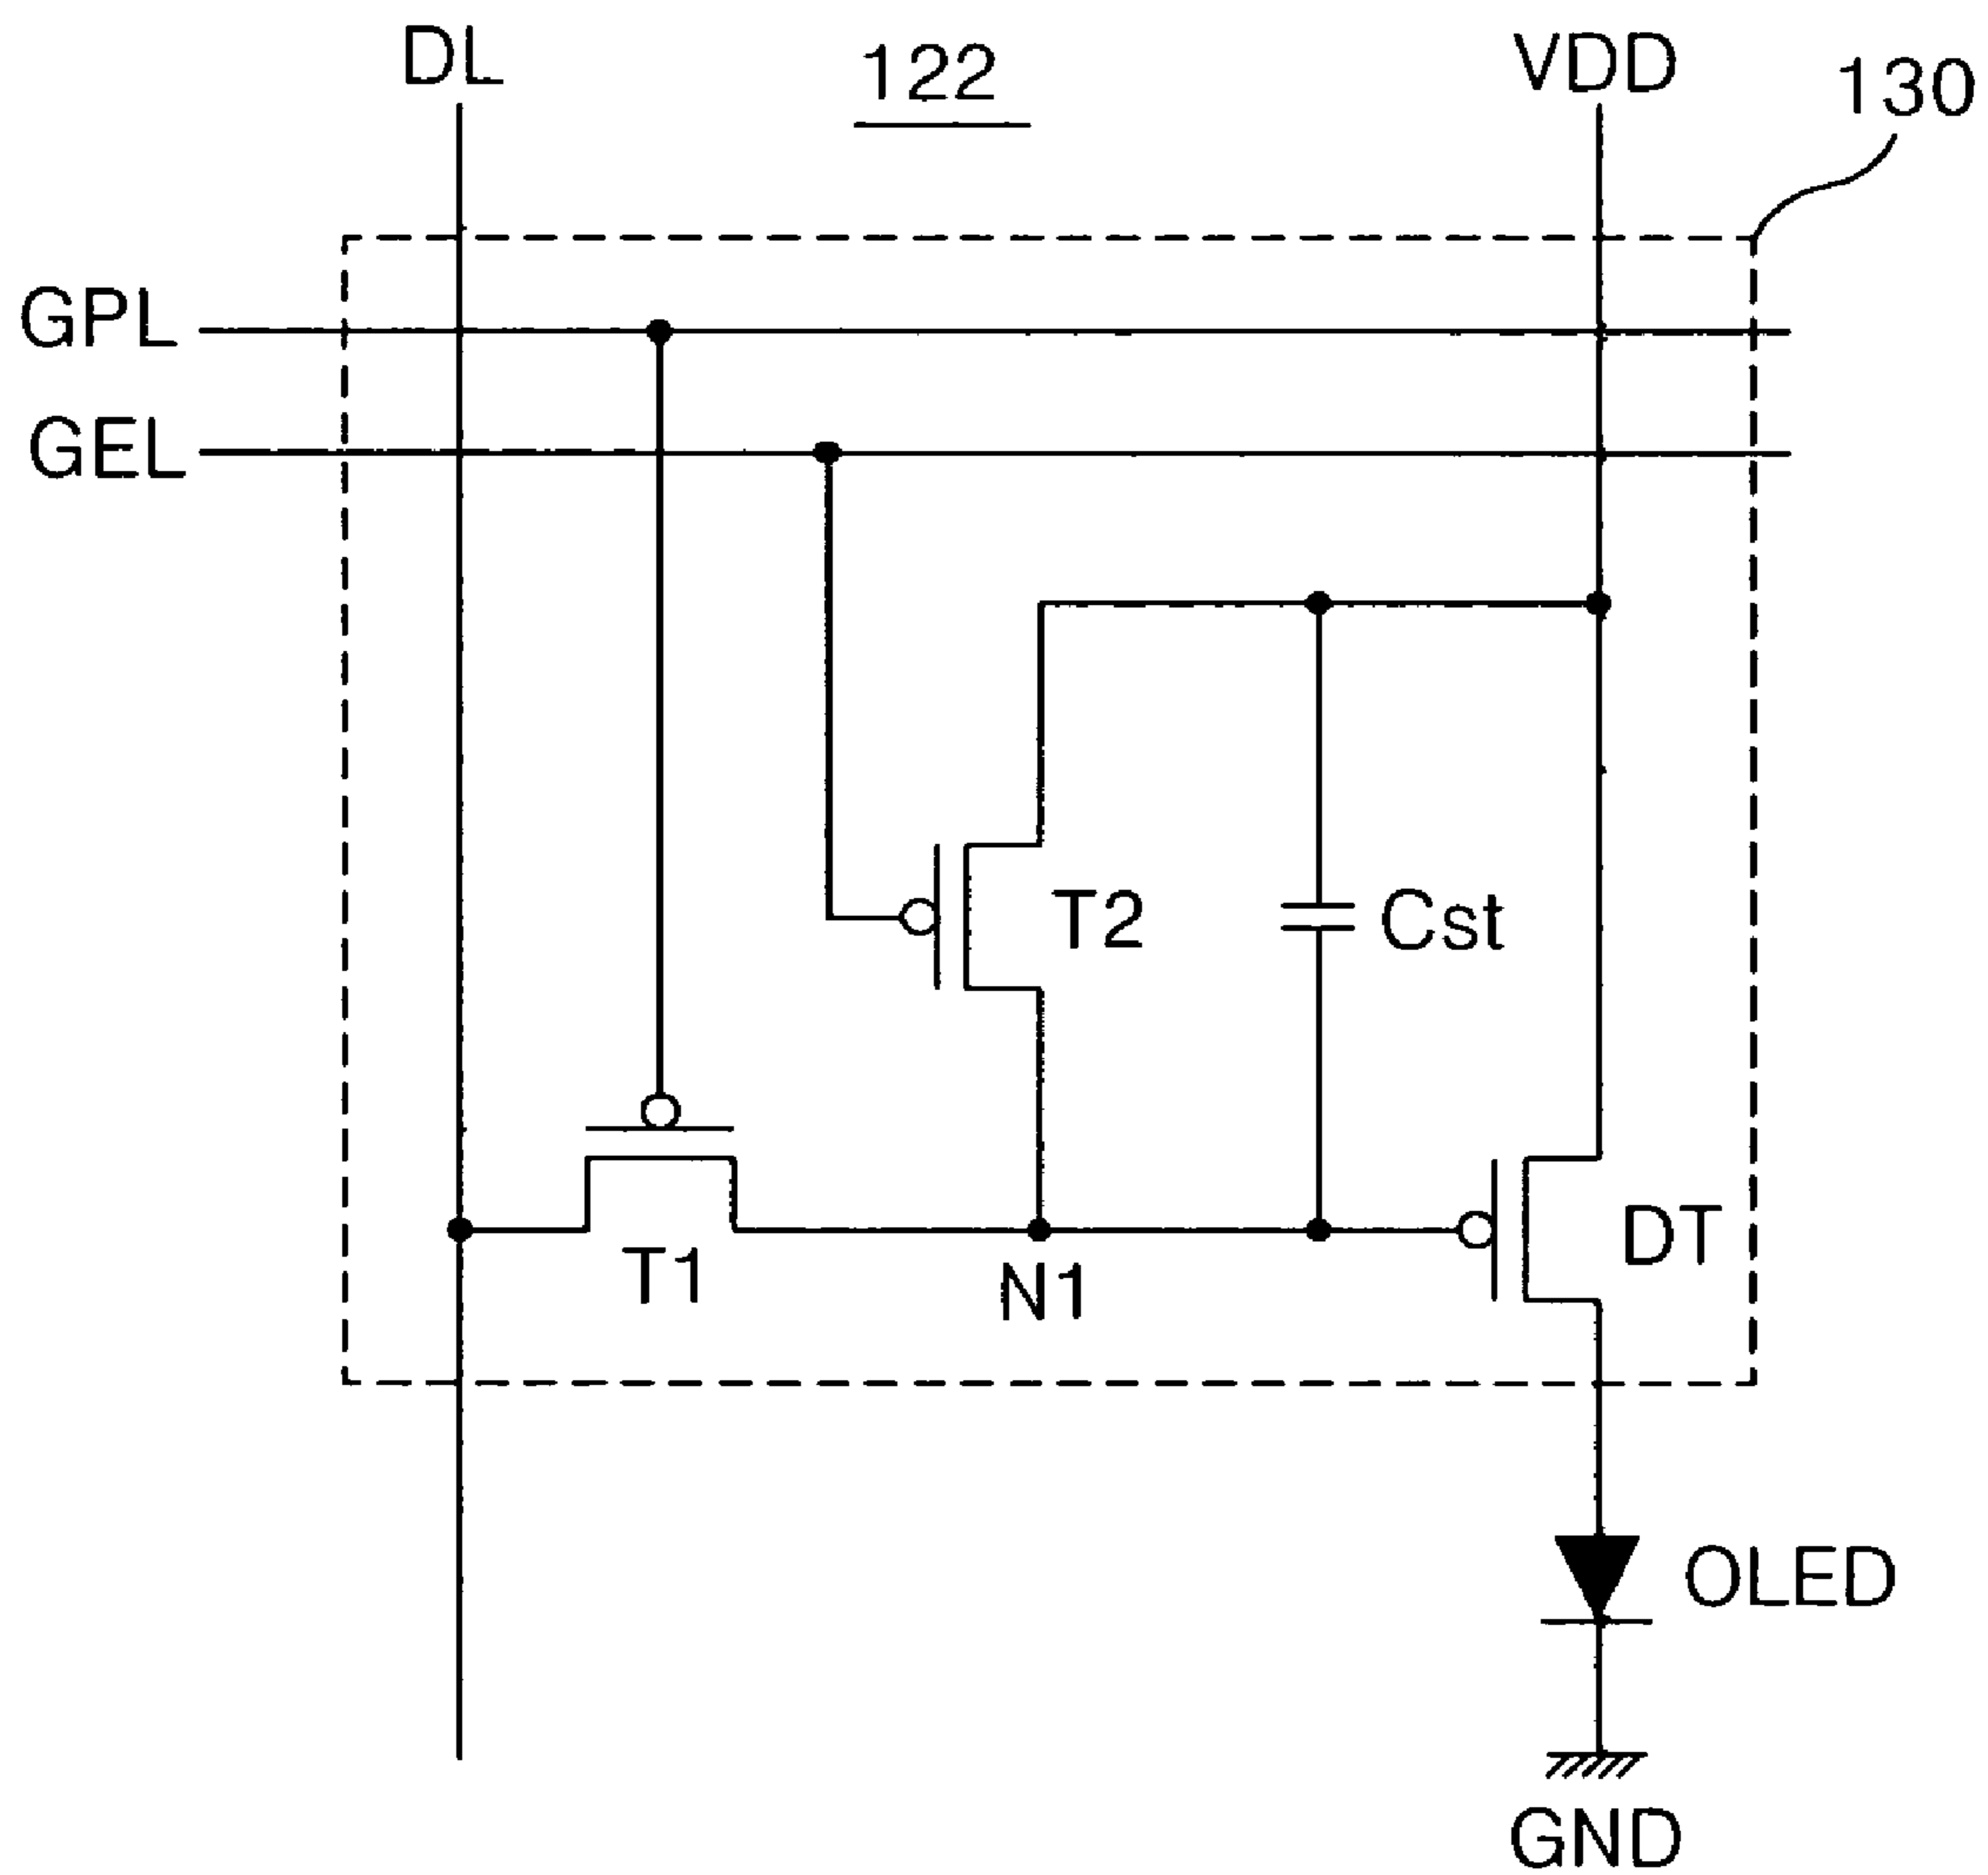 DL
122
VDD
130
GPL
GEL
T2
Cst
T1
N1
DT
OLED
GND